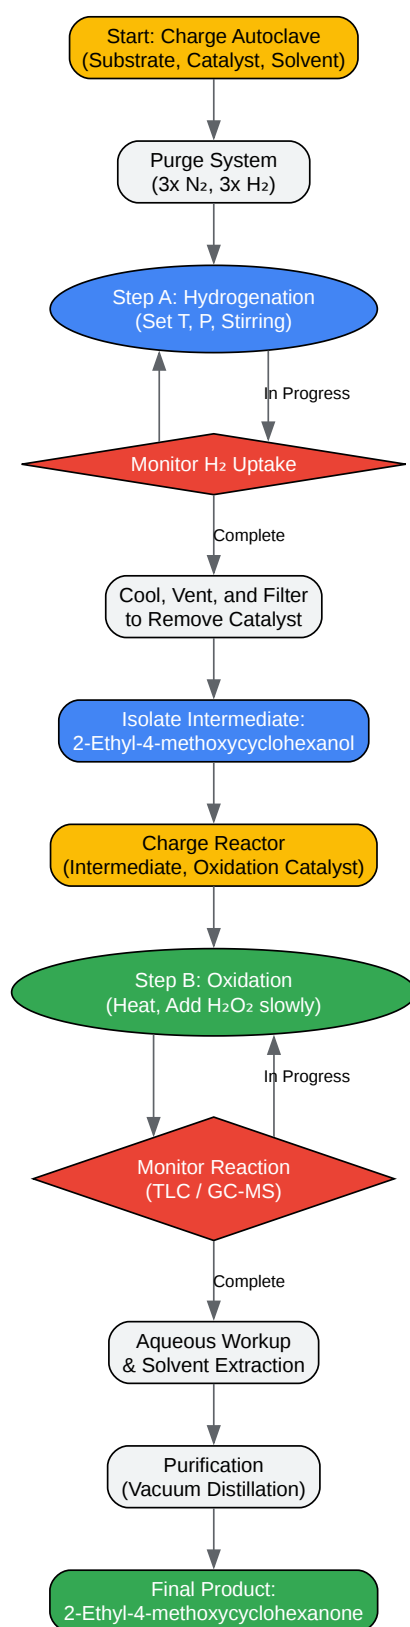 Start: Charge Autoclave
(Substrate, Catalyst, Solvent)
Purge System
(3x N₂, 3x H₂)
Step A: Hydrogenation
(Set T, P, Stirring)
In Progress
Monitor H₂ Uptake
Complete
Cool, Vent, and Filter
to Remove Catalyst
Isolate Intermediate:
2-Ethyl-4-methoxycyclohexanol
Charge Reactor
(Intermediate, Oxidation Catalyst)
Step B: Oxidation
(Heat, Add H₂O₂ slowly)
In Progress
Monitor Reaction
(TLC / GC-MS)
Complete
Aqueous Workup
& Solvent Extraction
Purification
(Vacuum Distillation)
Final Product:
2-Ethyl-4-methoxycyclohexanone